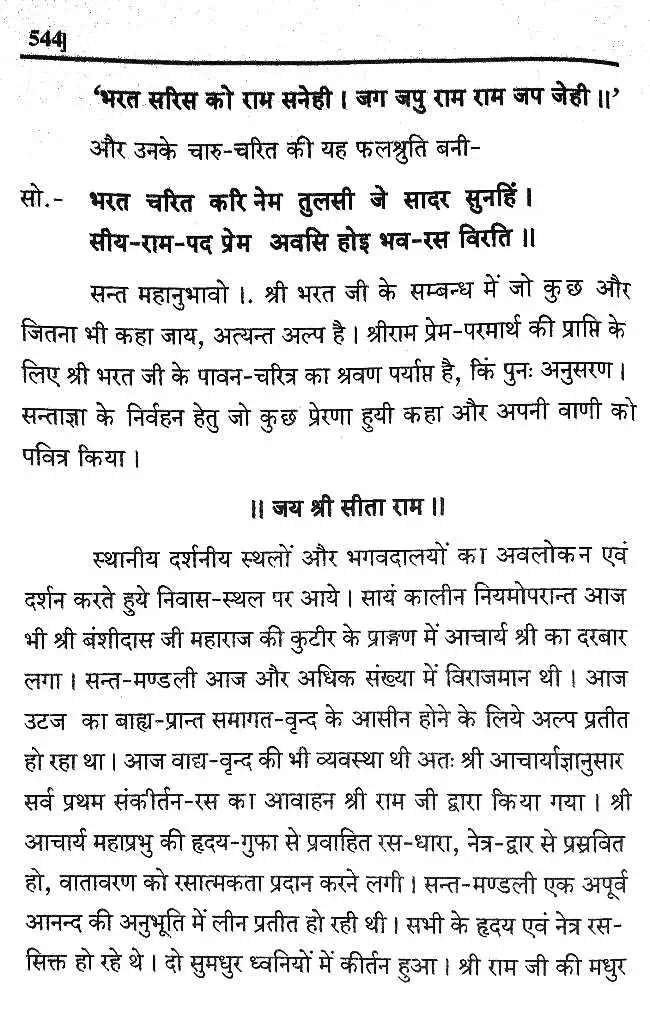 544]
‘भरत सरिस को राम सनेही। जग जपु राम राम जप जेही॥’
और उनके चारु-चरित की यह फलश्रुति बनी-
सो.- भरत चरित करि नेम तुलसी जे सादर सुनहिं।
सीय-राम-पद प्रेम अवसि होइ भव-रस विरति॥
सन्त महानुभावो।. श्री भरत जी के सम्बन्ध में जो कुछ और
जितना भी कहा जाय, अत्यन्त अल्प है। श्रीराम प्रेम-परमार्थ की प्राप्ति के
लिए श्री भरत जी के पावन-चरित्र का श्रवण पर्याप्त है, किं पुनः अनुसरण।
सन्ताज्ञा के निर्वहन हेतु जो कुछ प्रेरणा हुयी कहा और अपनी वाणी को
पवित्र किया।
॥ जय श्री सीता राम॥
स्थानीय दर्शनीय स्थलों और भगवदालयों का अवलोकन एवं
दर्शन करते हुये निवास-स्थल पर आये। सायं कालीन नियमोपरान्त आज
भी श्री बंशीदास जी महाराज की कुटीर के प्राङ्गण में आचार्य श्री का दरबार
लगा। सन्त-मण्डली आज और अधिक संख्या में विराजमान थी। आज
उटज का बाह्य-प्रान्त समागत-वृन्द के आसीन होने के लिये अल्प प्रतीत
हो रहा था। आज वाद्य-वृन्द की भी व्यवस्था थी अतः श्री आचार्याज्ञानुसार
सर्व प्रथम संकीर्तन-रस का आवाहन श्री राम जी द्वारा किया गया। श्री
आचार्य महाप्रभु की हृदय-गुफा से प्रवाहित रस-धारा, नेत्र-द्वार से प्रस्रवित
हो, वातावरण को रसात्मकता प्रदान करने लगी। सन्त-मण्डली एक अपूर्व
आनन्द की अनुभूति में लीन प्रतीत हो रही थी। सभी के हृदय एवं नेत्र रस-
सिक्त हो रहे थे। दो सुमधुर ध्वनियों में कीर्तन हुआ। श्री राम जी की मधुर